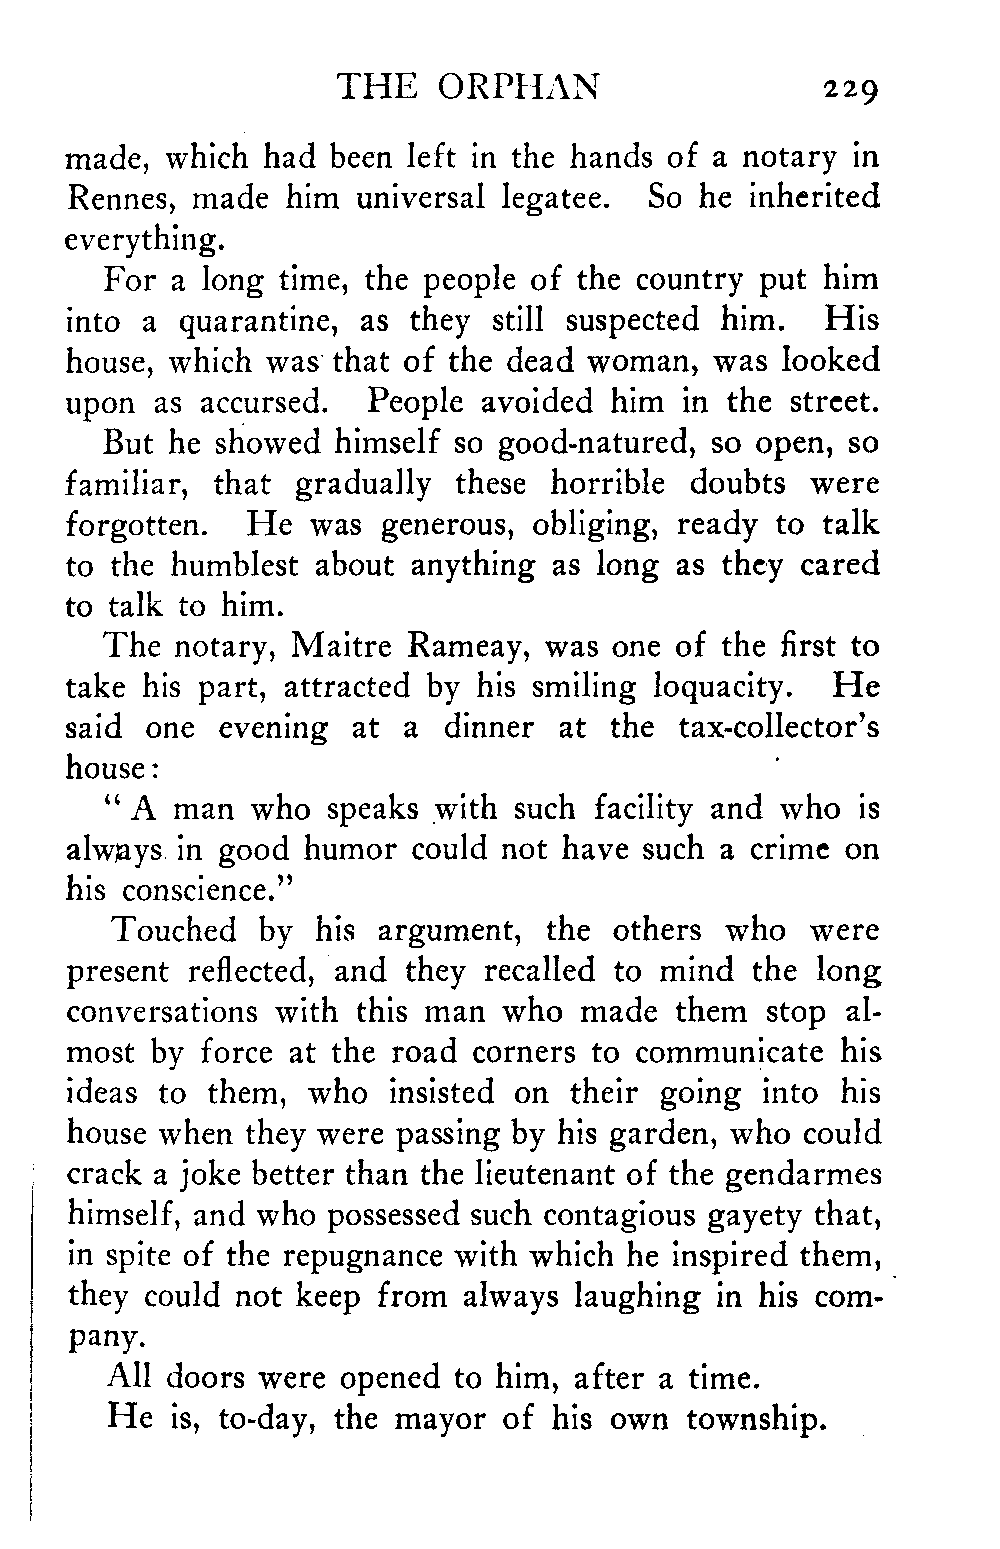 THE ORPHAN 229
made, which had been left in the hands of a notary in
Rennes, made him universal legatee. So he inherited
everything.
For a long time, the people of the country put him
into a quarantine, as they still suspected him. His
house, which was that of the dead woman, was looked
upon as accursed. People avoided him in the street.
But he showed himself so good-natured, so open, so
familiar, that gradually these horrible doubts were
forgotten. He was generous, obliging, ready to talk
to the humblest about anything as long as they cared
to talk to him.
The notary, Maitre Rameay, was one of the first to
take his part, attracted by his smiling loquacity. He
said one evening at a dinner at the tax-collector's
house:
“ A man who speaks with such facility and who is
always in good humor could not have such a crime on
his conscience.”
Touched by his argument, the others who were
present reflected, and they recalled to mind the long
conversations with this man who made them stop al-
most by force at the road corners to communicate his
ideas to them, who insisted on their going into his
house when they were passing by his garden, who could
crack a joke better than the lieutenant of the gendarmes
himself, and who possessed such contagious gayety that,
in spite of the repugnance with which he inspired them,
they could not keep from always laughing in his com-
pany.
All doors were opened to him, after a time.
He is, to-day, the mayor of his own township.